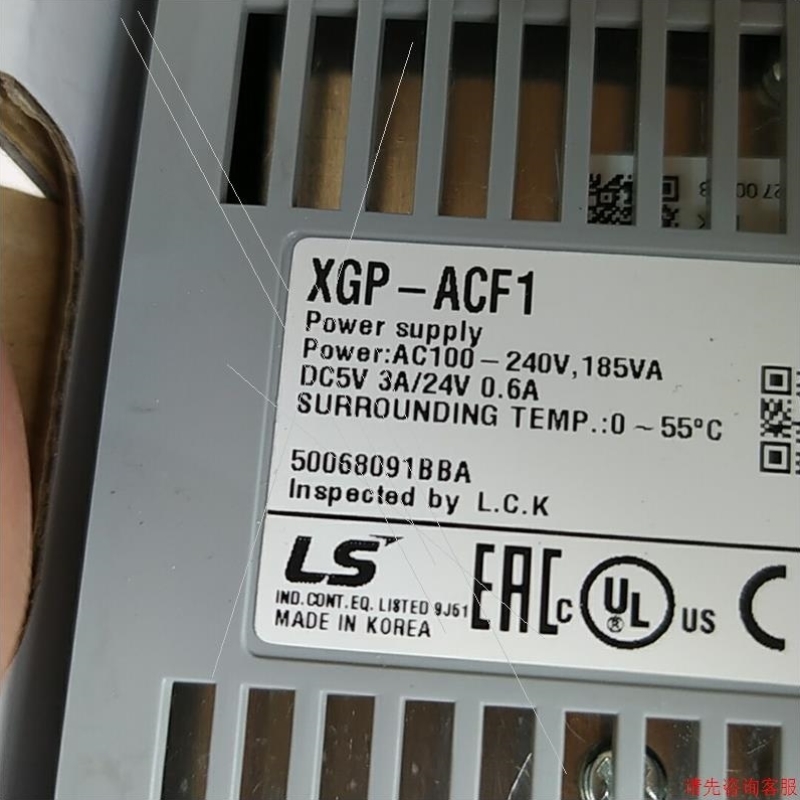 XGP-ACF1
Power supply
Power:AC100-240V,185VA
DC5V 3A/24V 0.6A
SURROUNDING TEMP.:0~55°C
50068091BBA
Inspected by L.C.K
LS
IND.CONT.EQ. LISTED 9J51
MADE IN KOREA
EAC
C UL US
®
C
请先咨询客服